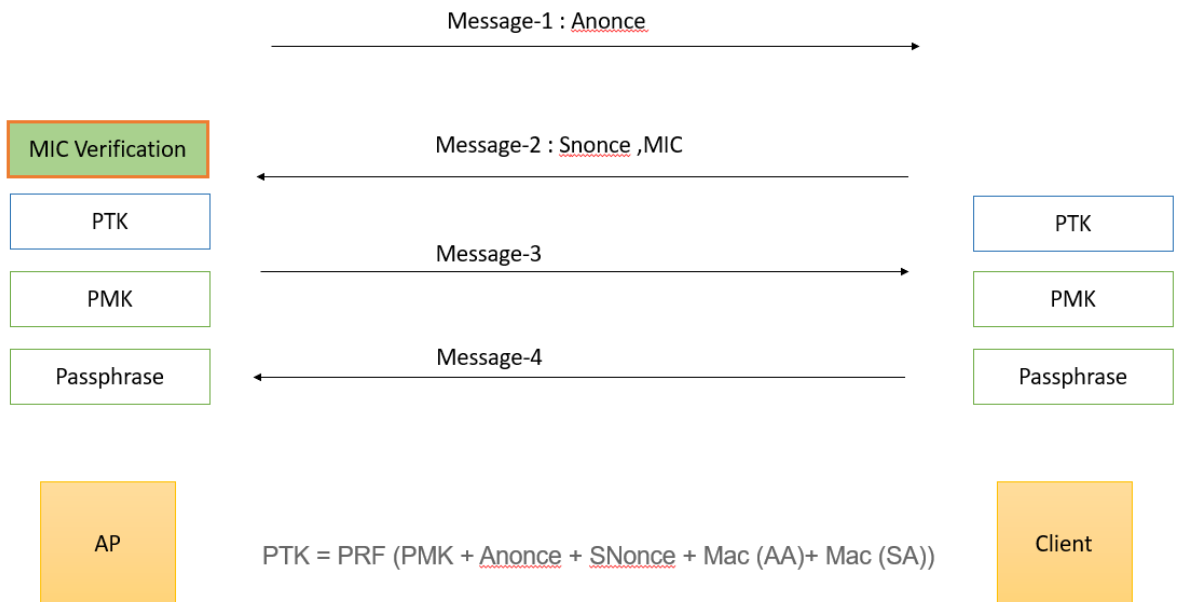 Message-1 : Anonce
MIC Verification
Message-2 : Snonce ,MIC
PTK
PTK
Message-3
PMK
PMK
Message-4
Passphrase
Passphrase
AP
PTK = PRF (PMK + Anonce + SNonce + Mac (AA)+ Mac (SA))
Client